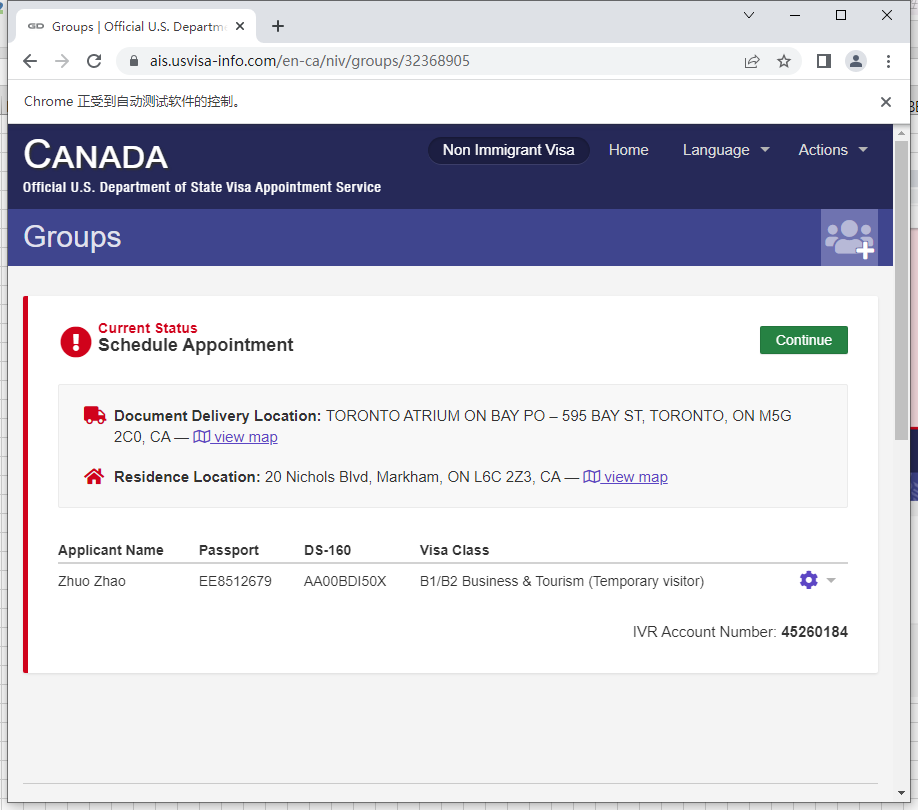 Groups | Official U.S. Departm
ais.usvisa-info.com/en-ca/niv/groups/32368905
Chrome 正受到自动测试软件的控制。
CANADA
Official U.S. Department of State Visa Appointment Service
Non Immigrant Visa Home Language Actions
Groups
Current Status
Schedule Appointment
Continue
Document Delivery Location: TORONTO ATRIUM ON BAY PO – 595 BAY ST, TORONTO, ON M5G
2C0, CA — view map
Residence Location: 20 Nichols Blvd, Markham, ON L6C 2Z3, CA — view map
Applicant Name Passport DS-160 Visa Class
Zhuo Zhao EE8512679 AA00BDI50X B1/B2 Business & Tourism (Temporary visitor)
IVR Account Number: 45260184